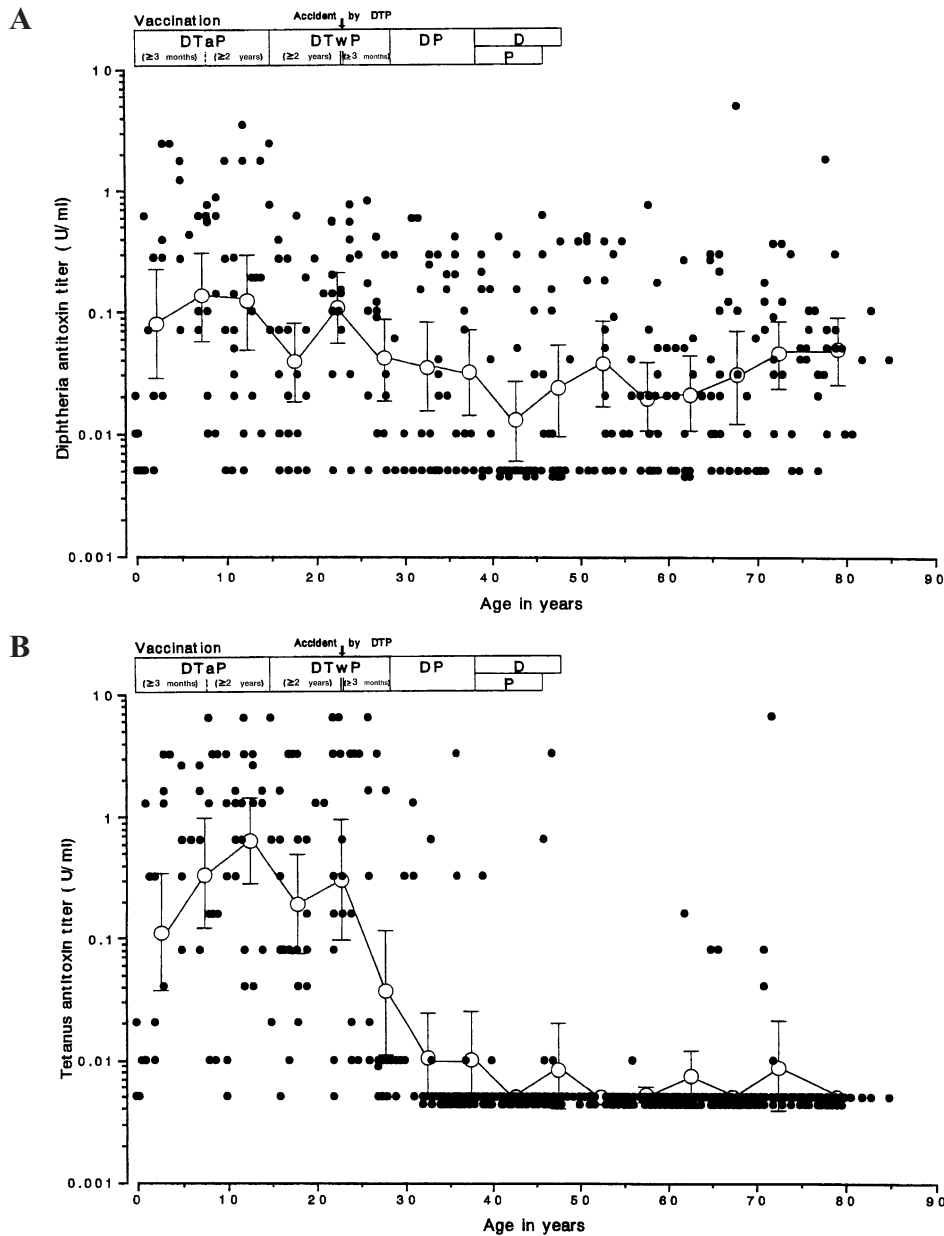 A
Accident by DTP
Vaccination
DTaP DTwP DP D
(≥3 months) (≥2 years) (≥2 years) (≥3 months) P
10
1
0.1
0.01
0.001
Diphtheria antitoxin titer ( U/ml)
0 10 20 30 40 50 60 70 80 90
Age in years
B
Accident by DTP
Vaccination
DTaP DTwP DP D
(≥3 months) (≥2 years) (≥2 years) (≥3 months) P
10
1
0.1
0.01
0.001
Tetanus antitoxin titer ( U/ml)
0 10 20 30 40 50 60 70 80 90
Age in years